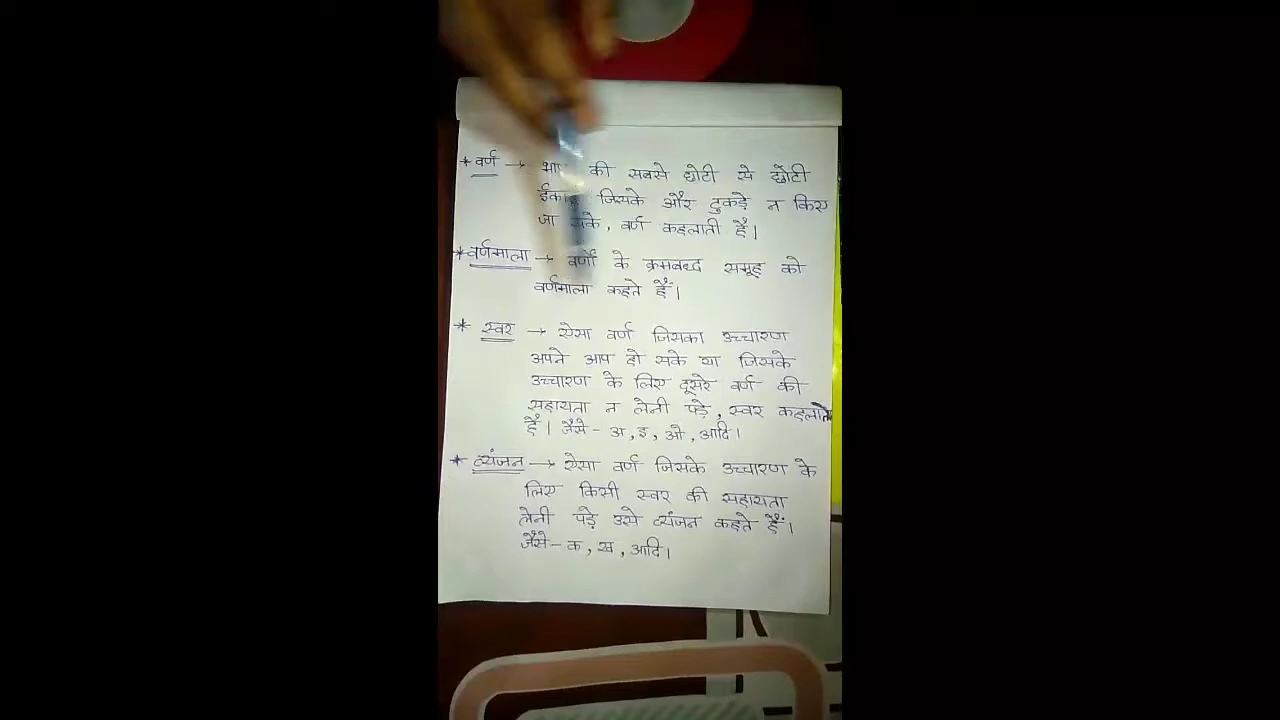 * वर्ण → की सबसे छोटी से छोटी
जिसके और टुकड़े न किए
जा सके, वर्ण कहलाती है।
* वर्णमाला → वर्णों के क्रमबध्द समूह को
वर्णमाला कहते हैं।
* स्वर → ऐसा वर्ण जिसका उच्चारण
अपने आप हो सके या जिसके
उच्चारण के लिए दूसरे वर्ण की
सहायता न लेनी पड़े, स्वर कहलाते
हैं। जैसे - अ, इ, ओ, आदि।
* व्यंजन → ऐसा वर्ण जिसके उच्चारण के
लिए किसी स्वर की सहायता
लेनी पड़े उसे व्यंजन कहते हैं।
जैसे - क, ख, आदि।